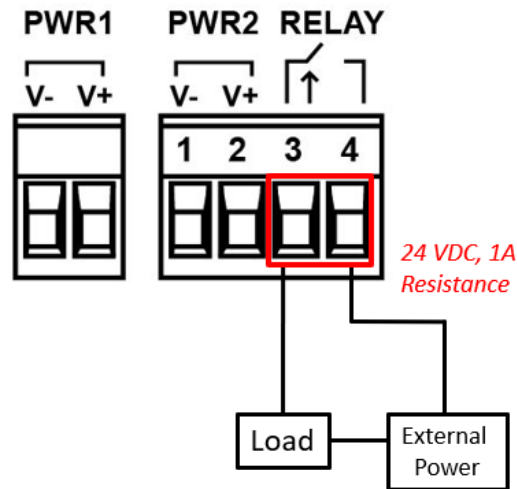 PWR1 PWR2 RELAY
V- V+ V- V+
1 2 3 4
24 VDC, 1A
Resistance
Load
External
Power